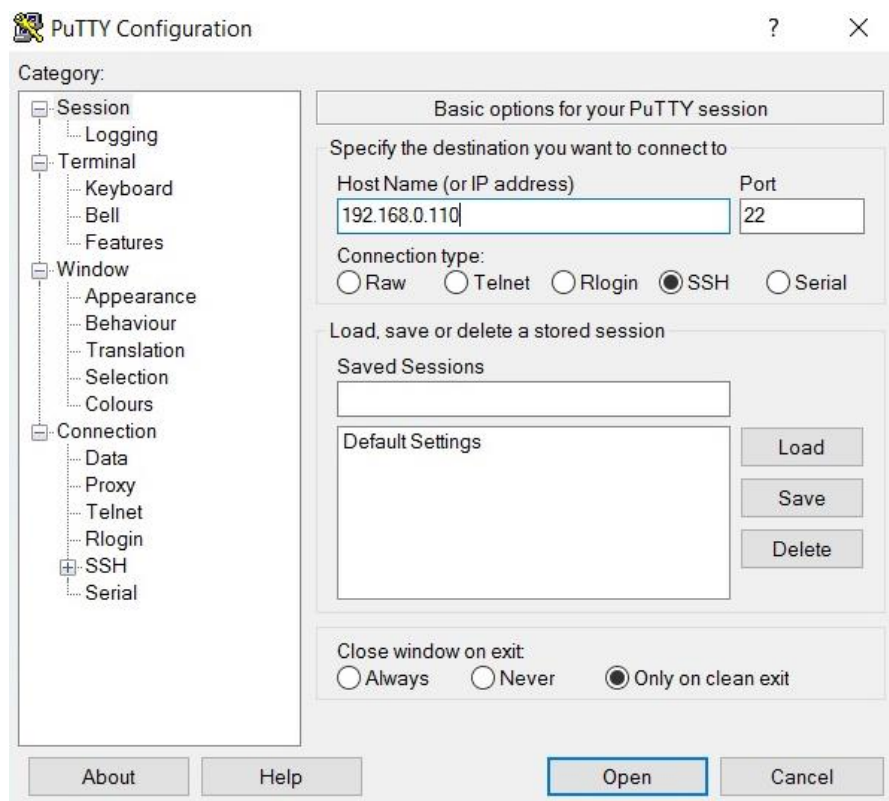 PuTTY Configuration
?
Category:
Session
Logging
Terminal
Keyboard
Bell
Features
Window
Appearance
Behaviour
Translation
Selection
Colours
Connection
Data
Proxy
Telnet
Rlogin
SSH
Serial
Basic options for your PuTTY session
Specify the destination you want to connect to
Host Name (or IP address) Port
192.168.0.110 22
Connection type:
Raw Telnet Rlogin SSH Serial
Load, save or delete a stored session
Saved Sessions
Default Settings
Load
Save
Delete
Close window on exit:
Always Never Only on clean exit
About Help Open Cancel